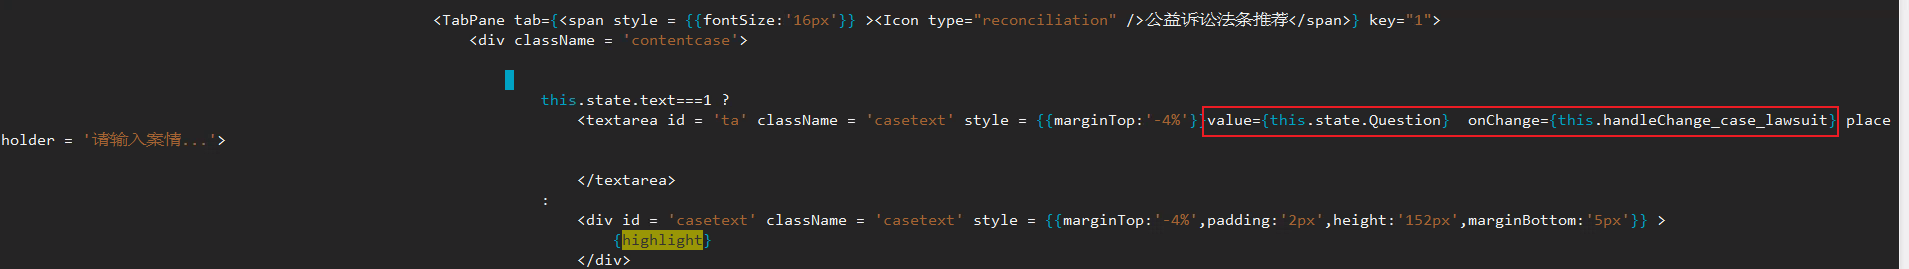 <TabPane tab={<span style = {{fontSize:'16px'}} ><Icon type="reconciliation" />公益诉讼法条推荐</span>} key="1">
<div className = 'contentcase'>
this.state.text===1 ?
<textarea id = 'ta' className = 'casetext' style = {{marginTop:'-4%'}}value={this.state.Question}  onChange={this.handleChange_case_lawsuit} place
holder = '请输入案情...'>
</textarea>
:
<div id = 'casetext' className = 'casetext' style = {{marginTop:'-4%',padding:'2px',height:'152px',marginBottom:'5px'}} >
{highlight}
</div>